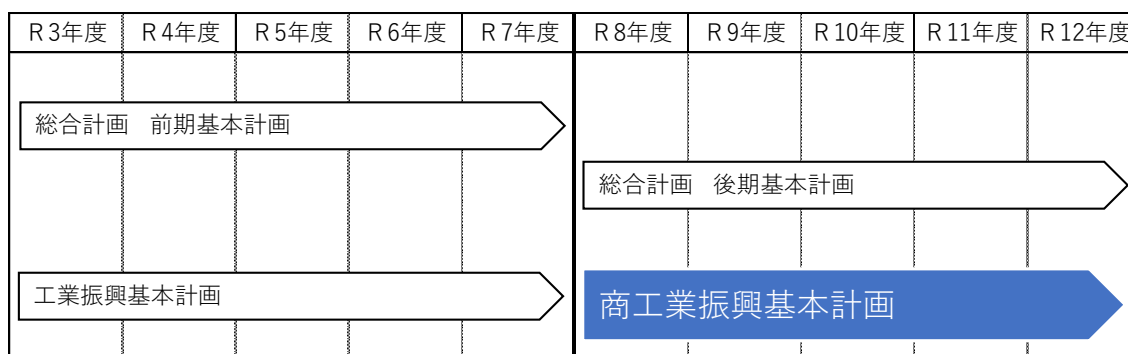 R3年度 R4年度 R5年度 R6年度 R7年度 R8年度 R9年度 R10年度 R11年度 R12年度
総合計画 前期基本計画
総合計画 後期基本計画
工業振興基本計画
商工業振興基本計画